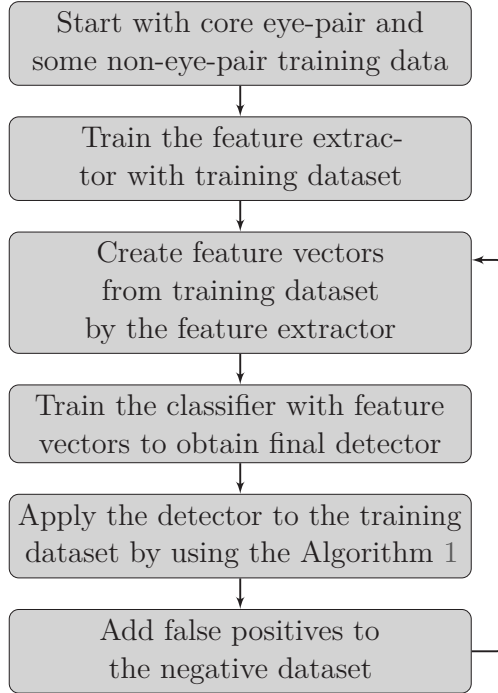 Start with core eye-pair and
some non-eye-pair training data
Train the feature extrac-
tor with training dataset
Create feature vectors
from training dataset
by the feature extractor
Train the classifier with feature
vectors to obtain final detector
Apply the detector to the training
dataset by using the Algorithm 1
Add false positives to
the negative dataset